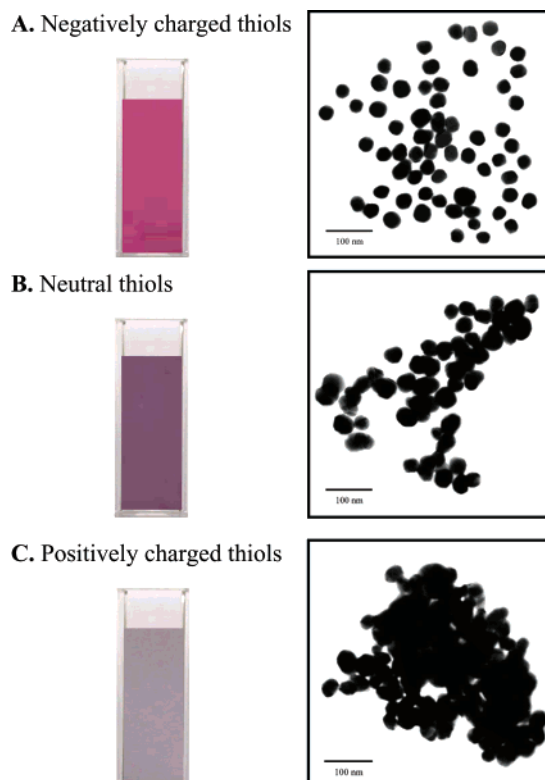 A. Negatively charged thiols
100 nm
B. Neutral thiols
100 nm
C. Positively charged thiols
100 nm